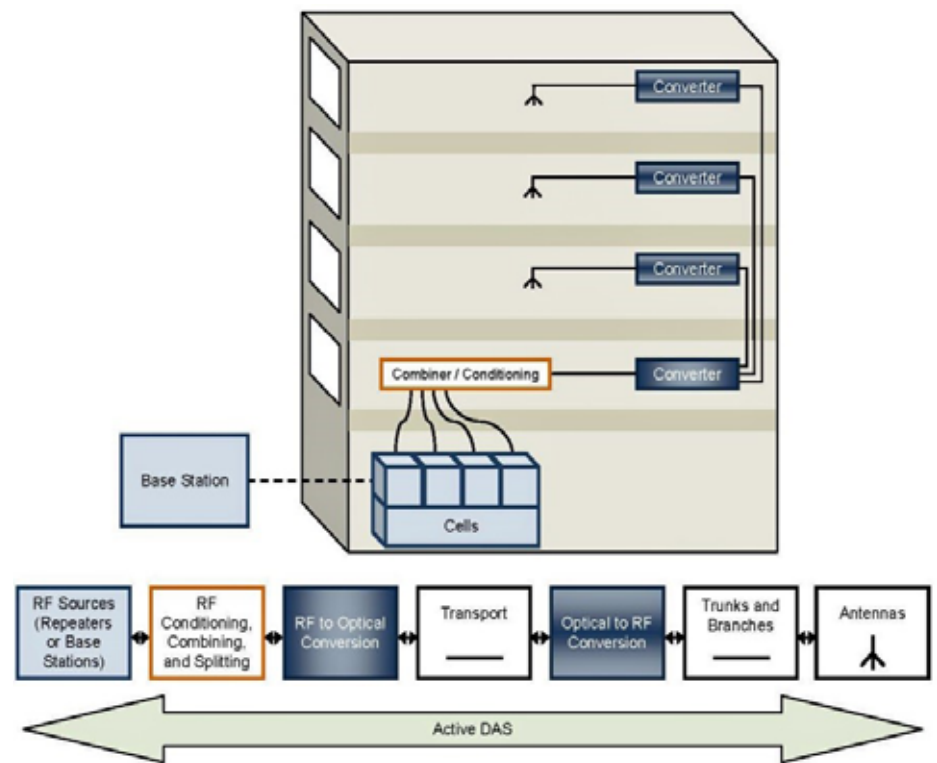 Converter
Converter
Converter
Combiner / Conditioning
Converter
Base Station
Cells
RF Sources
(Repeaters
or Base
Stations)
RF
Conditioning,
Combining,
and Splitting
RF to Optical
Conversion
Transport
Optical to RF
Conversion
Trunks and
Branches
Antennas
Active DAS